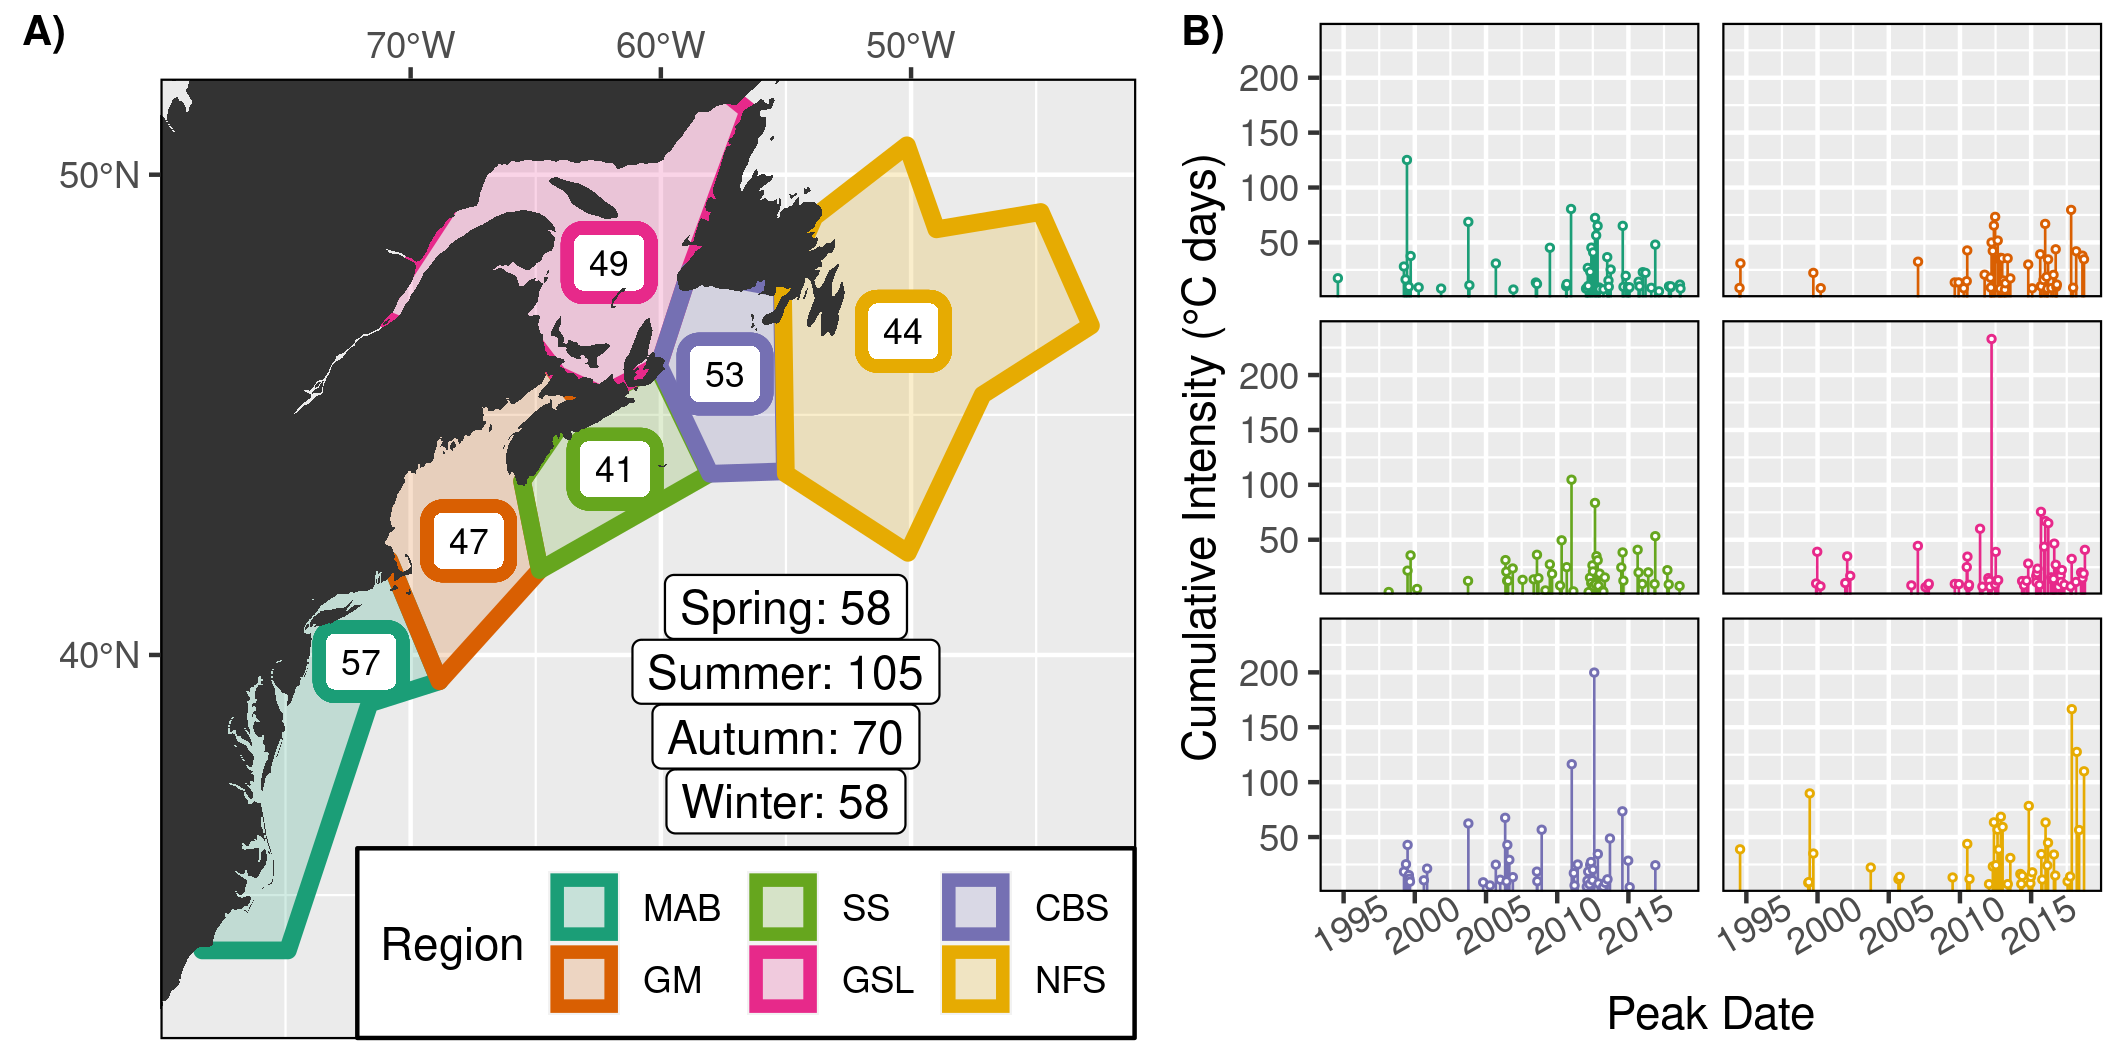 A)
70°W 60°W 50°W
50°N
40°N
49
44
53
41
47
57
Spring: 58
Summer: 105
Autumn: 70
Winter: 58
Region
MAB SS CBS
GM GSL NFS
B)
Cumulative Intensity (°C days)
200
150
100
50
200
150
100
50
200
150
100
50
1995 2000 2005 2010 2015 1995 2000 2005 2010 2015
Peak Date